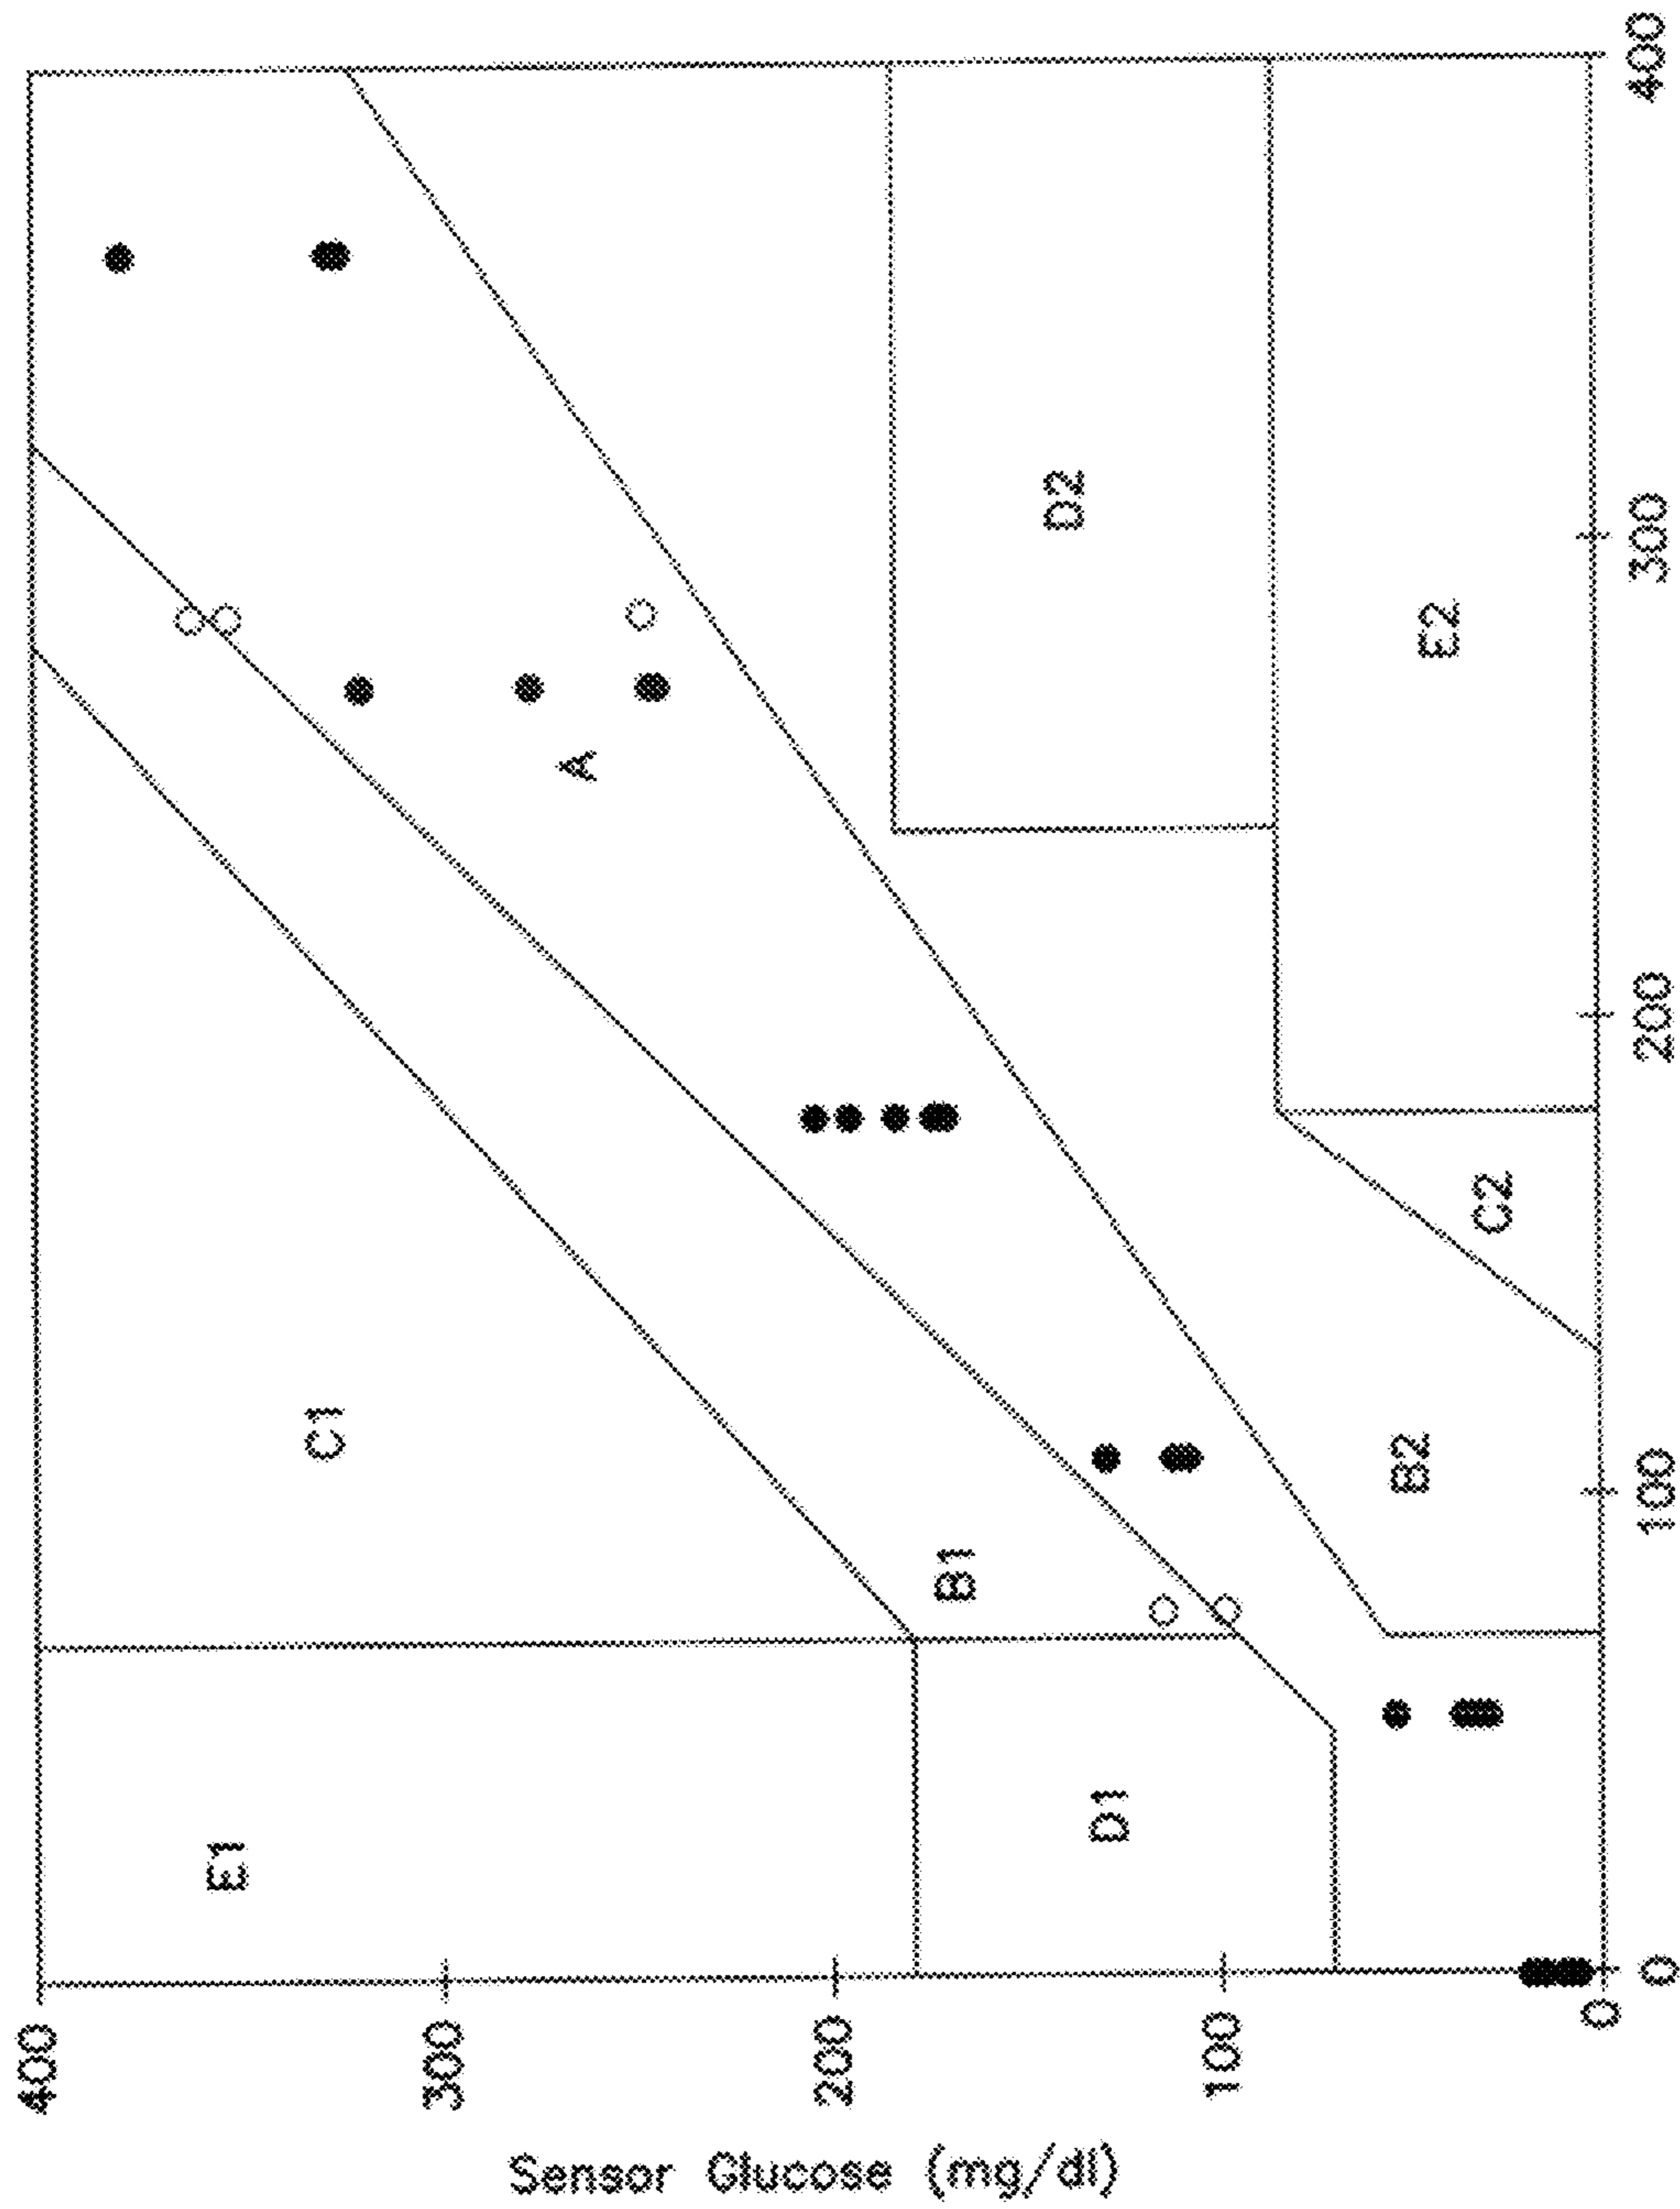 400
E1
C1
300
A
Sensor Glucose (mg/dl)
200
B1
D2
100
D1
B2
E2
C2
0
0 100 200 300 400